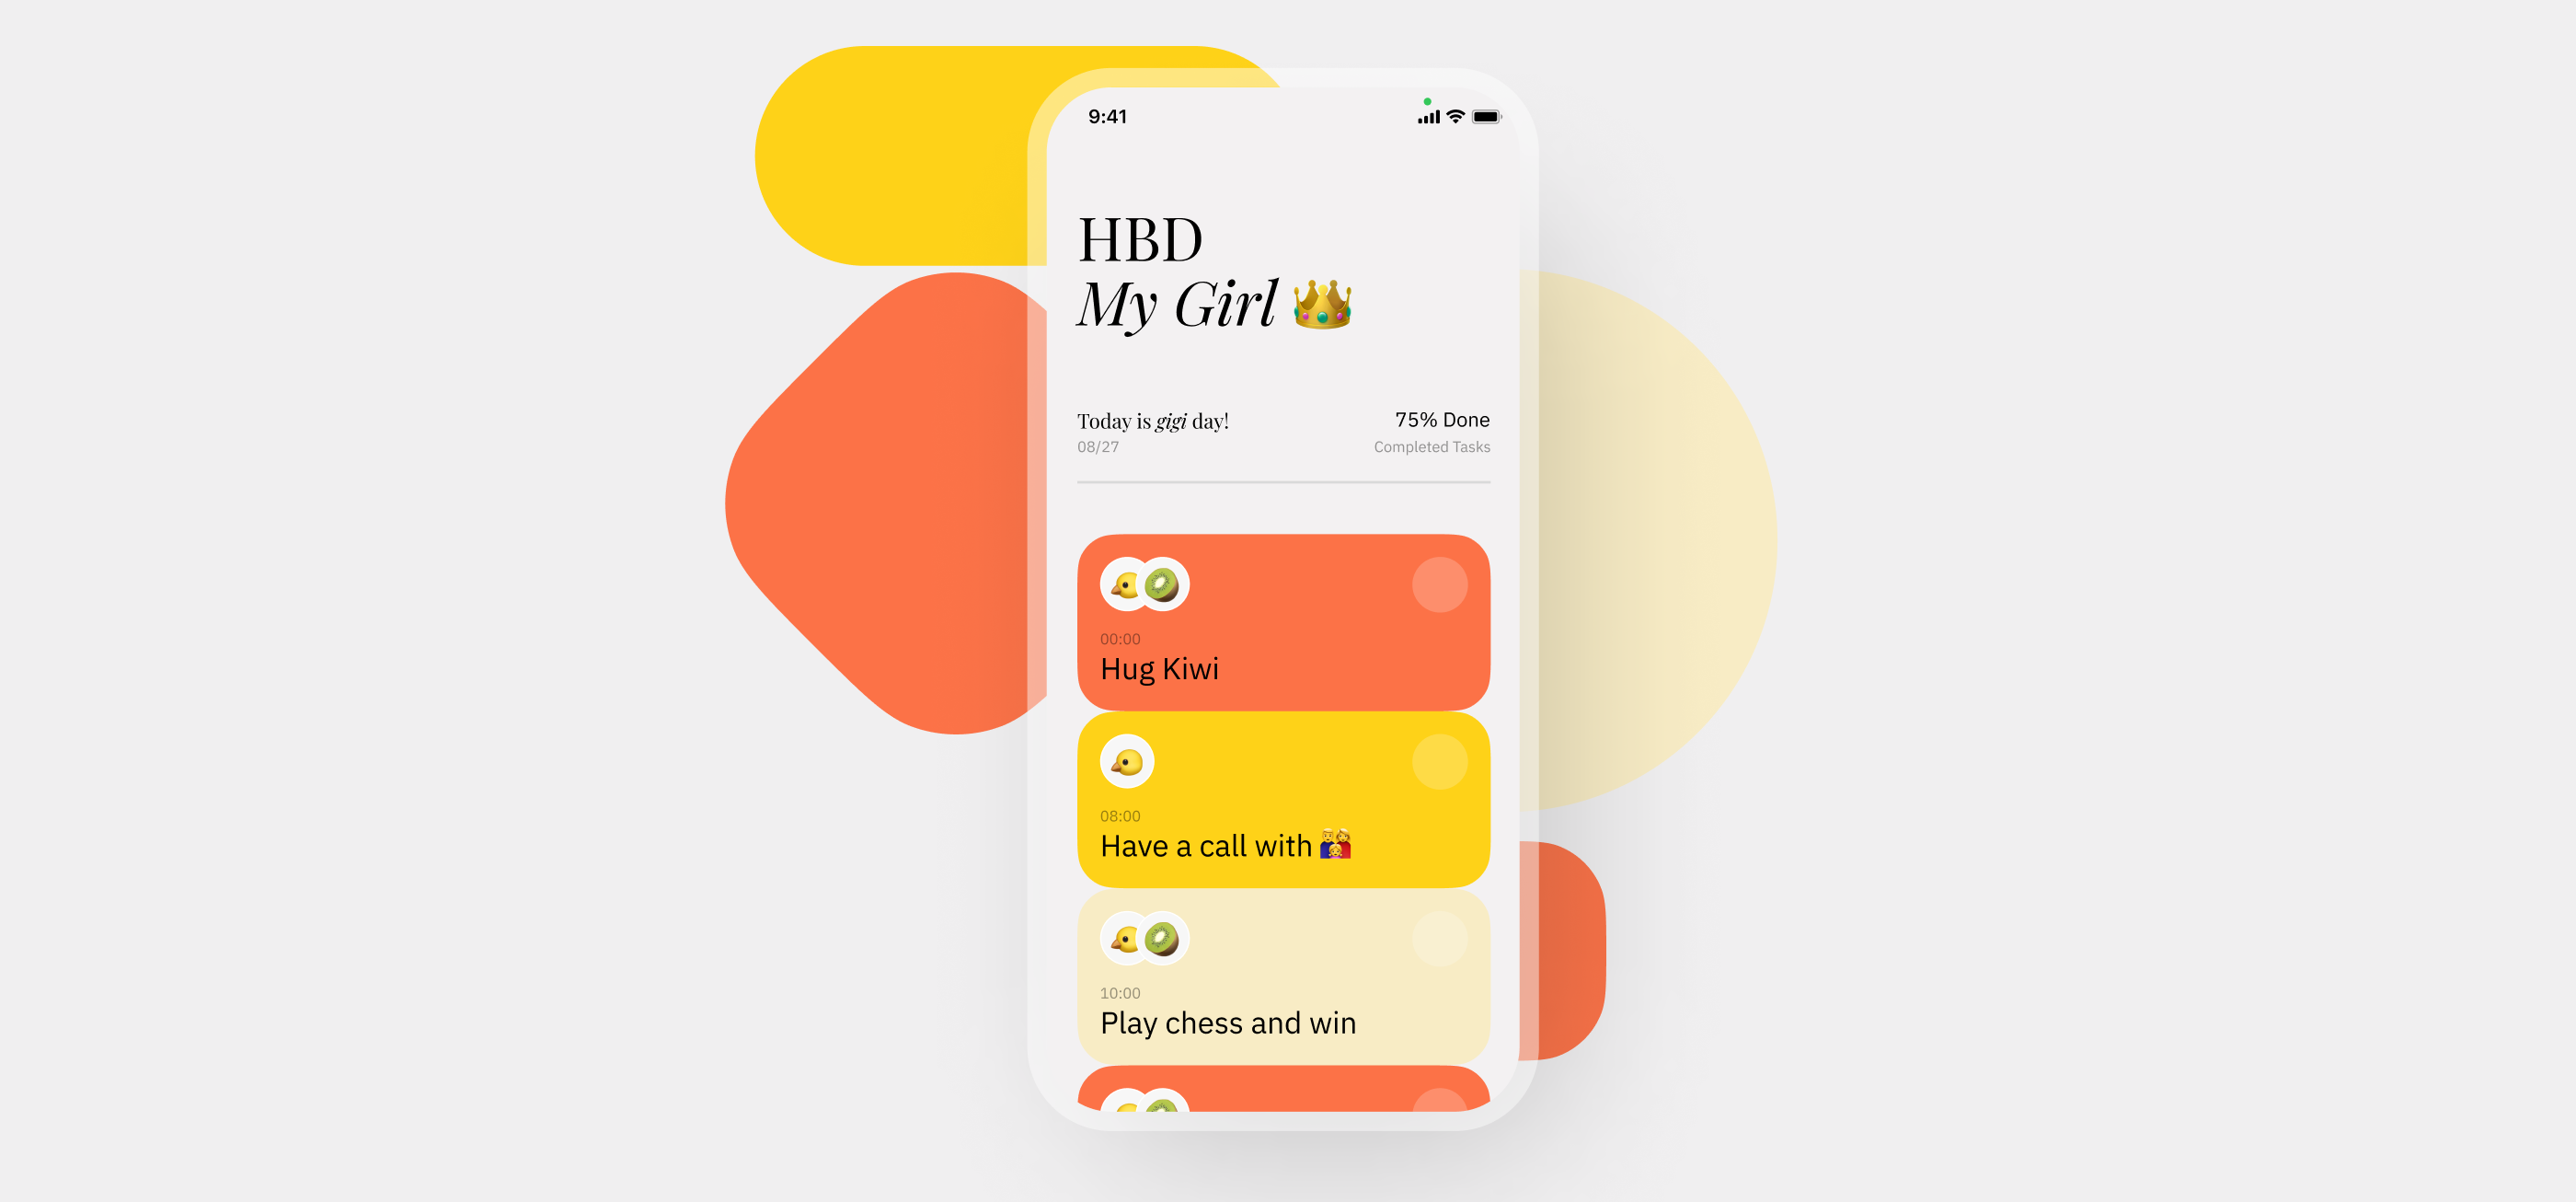 9:41
HBD
My Girl 👑
Today is gigi day!
75% Done
08/27
Completed Tasks
00:00
Hug Kiwi
08:00
Have a call with 👨‍👩‍👧
10:00
Play chess and win